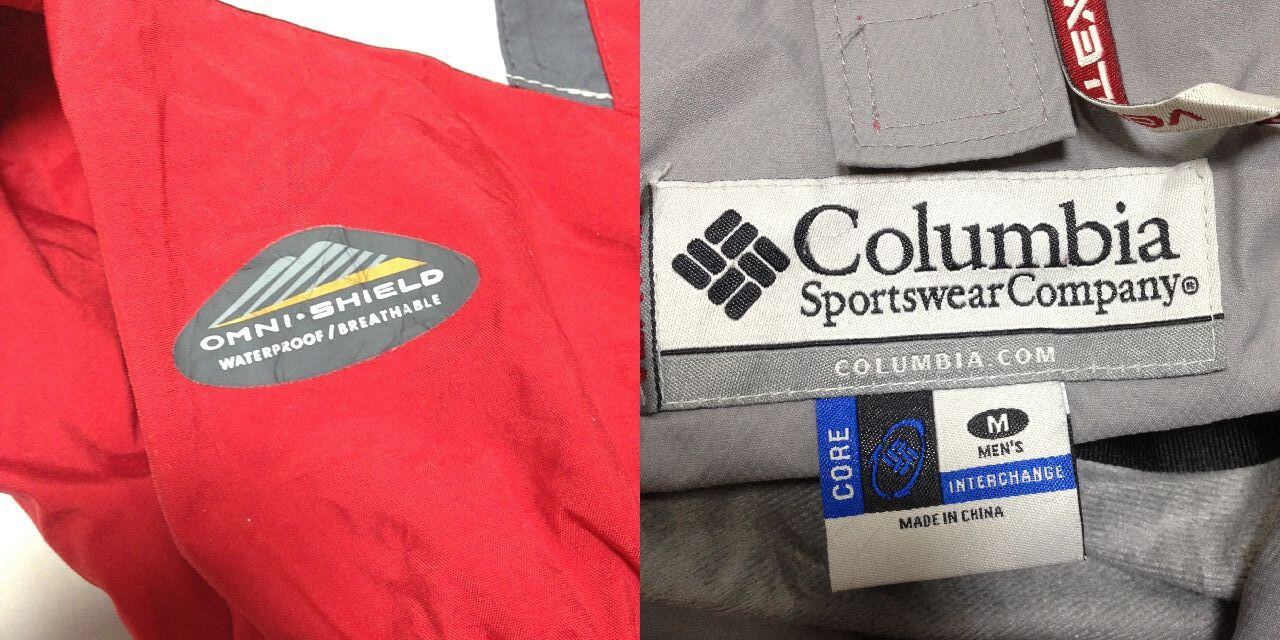 OMNI·SHIELD
WATERPROOF/BREATHABLE
Columbia
Sportswear Company®
COLUMBIA.COM
CORE
M
MEN'S
INTERCHANGE
MADE IN CHINA